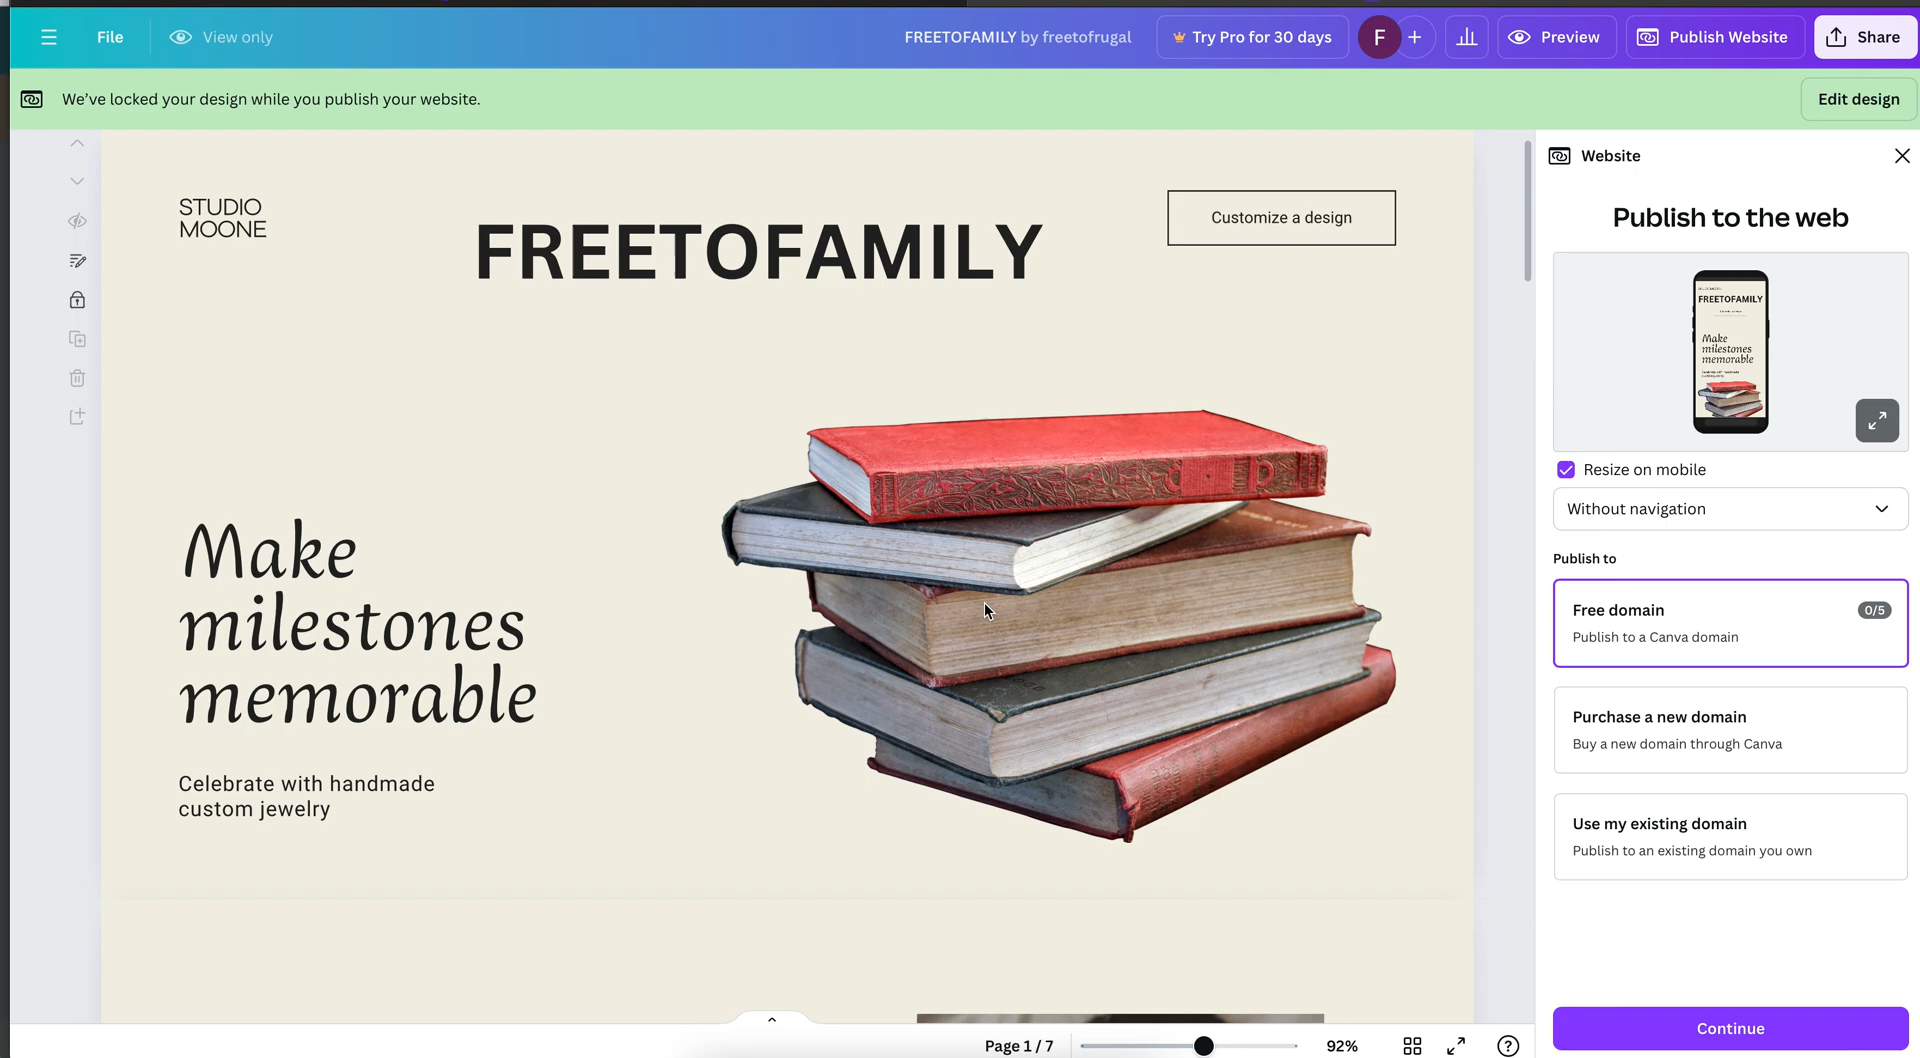 File
View only
FREETOFAMILY by freetofrugal
Try Pro for 30 days
F
Preview
Publish Website
Share
We've locked your design while you publish your website.
Edit design
STUDIO
MOONE
FREETOFAMILY
Customize a design
Make
milestones
memorable
Celebrate with handmade
custom jewelry
Website
Publish to the web
FREETOFAMILY
Make
milestones
memorable
Resize on mobile
Without navigation
Publish to
Free domain
0/5
Publish to a Canva domain
Purchase a new domain
Buy a new domain through Canva
Use my existing domain
Publish to an existing domain you own
Continue
Page 1 / 7
92%